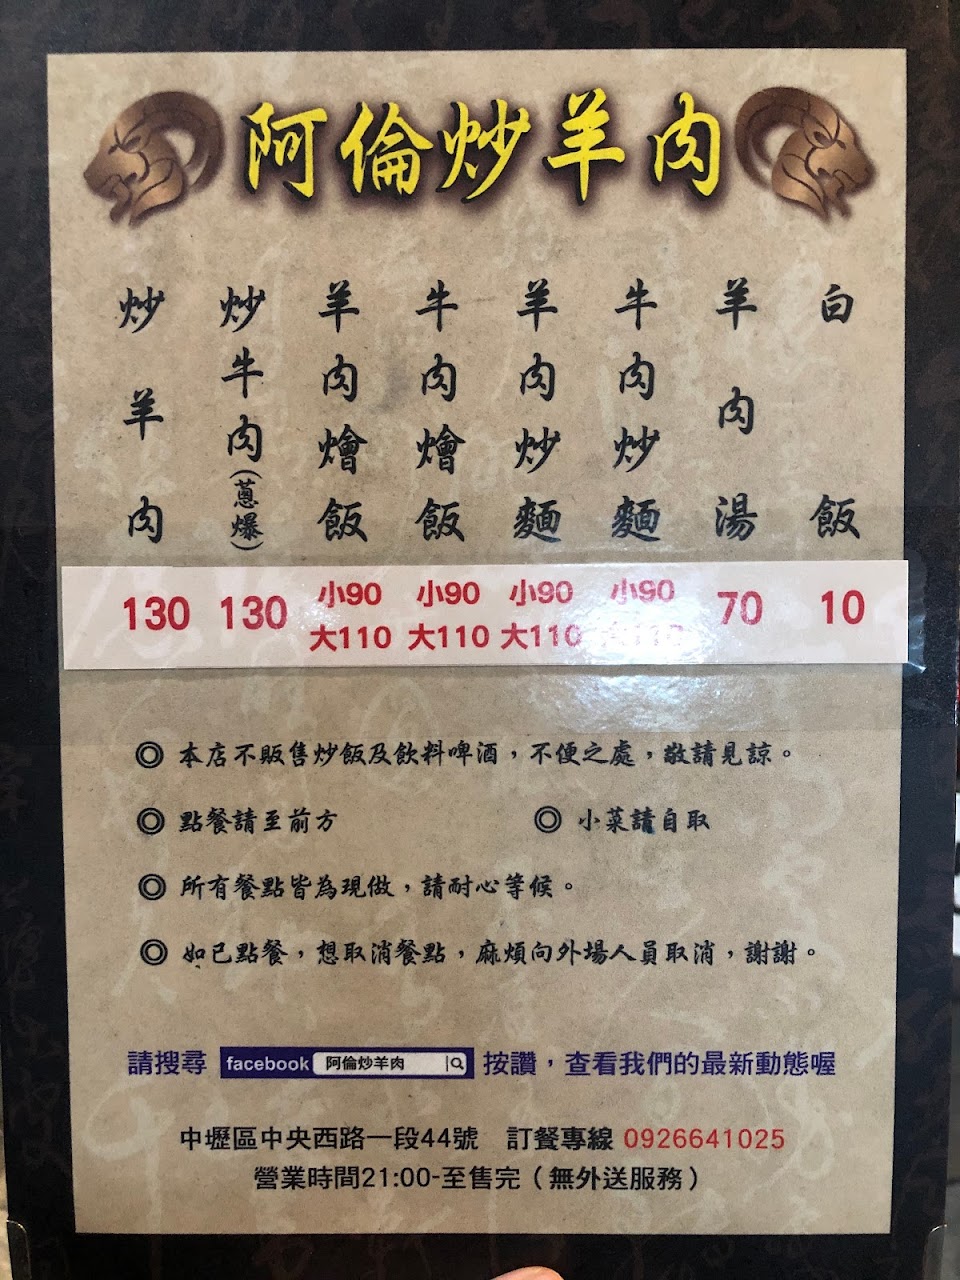 阿倫炒羊肉
炒羊肉
炒牛肉(蔥爆)
羊肉燴飯
牛肉燴飯
羊肉炒麵
牛肉炒麵
羊肉湯
白飯
130 130 小90 小90 小90 小90 70 10
大110 大110 大110 大110
◎ 本店不販售炒飯及飲料啤酒，不便之處，敬請見諒。
◎ 點餐請至前方 ◎ 小菜請自取
◎ 所有餐點皆為現做，請耐心等候。
◎ 如已點餐，想取消餐點，麻煩向外場人員取消，謝謝。
請搜尋 facebook 阿倫炒羊肉 按讚，查看我們的最新動態喔
中壢區中央西路一段44號 訂餐專線 0926641025
營業時間21:00-至售完（無外送服務）